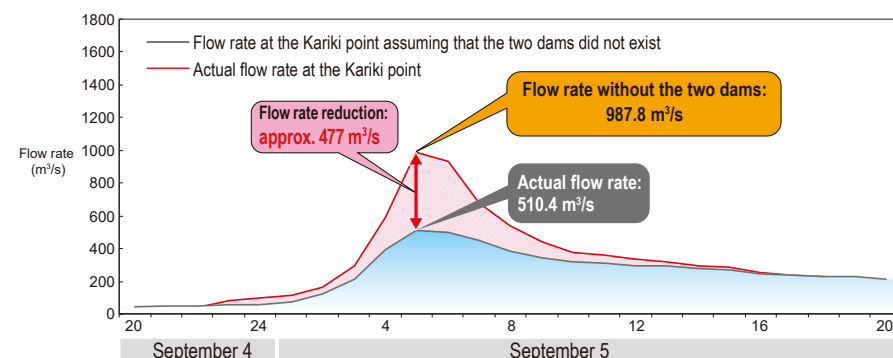 1800
1600
1400
1200
1000
800
600
400
200
0
Flow rate
(m³/s)
Flow rate at the Kariki point assuming that the two dams did not exist
Actual flow rate at the Kariki point
Flow rate reduction:
approx. 477 m³/s
Flow rate without the two dams:
987.8 m³/s
Actual flow rate:
510.4 m³/s
20 24 4 8 12 16 20
September 4 September 5